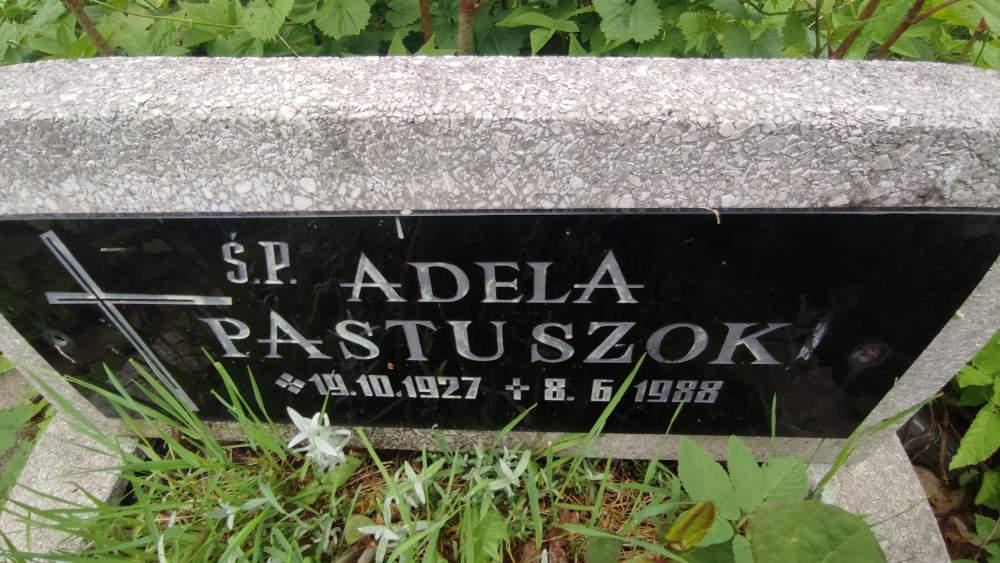 Ś.P. ADELA
PASTUSZOK
19.10.1927 + 8. 6. 1988